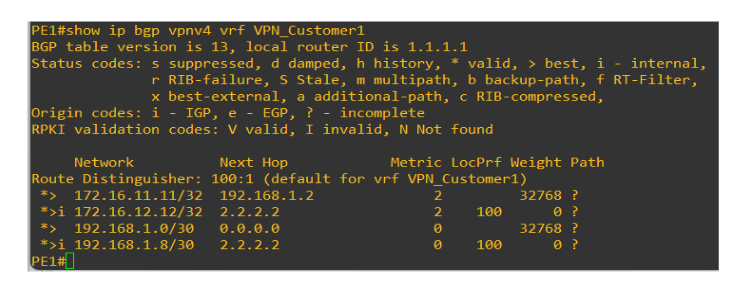 PE1#show ip bgp vpnv4 vrf VPN_Customer1
BGP table version is 13, local router ID is 1.1.1.1
Status codes: s suppressed, d damped, h history, * valid, > best, i - internal,
              r RIB-failure, S Stale, m multipath, b backup-path, f RT-Filter,
              x best-external, a additional-path, c RIB-compressed,
Origin codes: i - IGP, e - EGP, ? - incomplete
RPKI validation codes: V valid, I invalid, N Not found
     Network          Next Hop            Metric LocPrf Weight Path
Route Distinguisher: 100:1 (default for vrf VPN_Customer1)
 *>  172.16.11.11/32  192.168.1.2              2         32768 ?
 *>i 172.16.12.12/32  2.2.2.2                  2    100      0 ?
 *>  192.168.1.0/30   0.0.0.0                  0         32768 ?
 *>i 192.168.1.8/30   2.2.2.2                  0    100      0 ?
PE1#